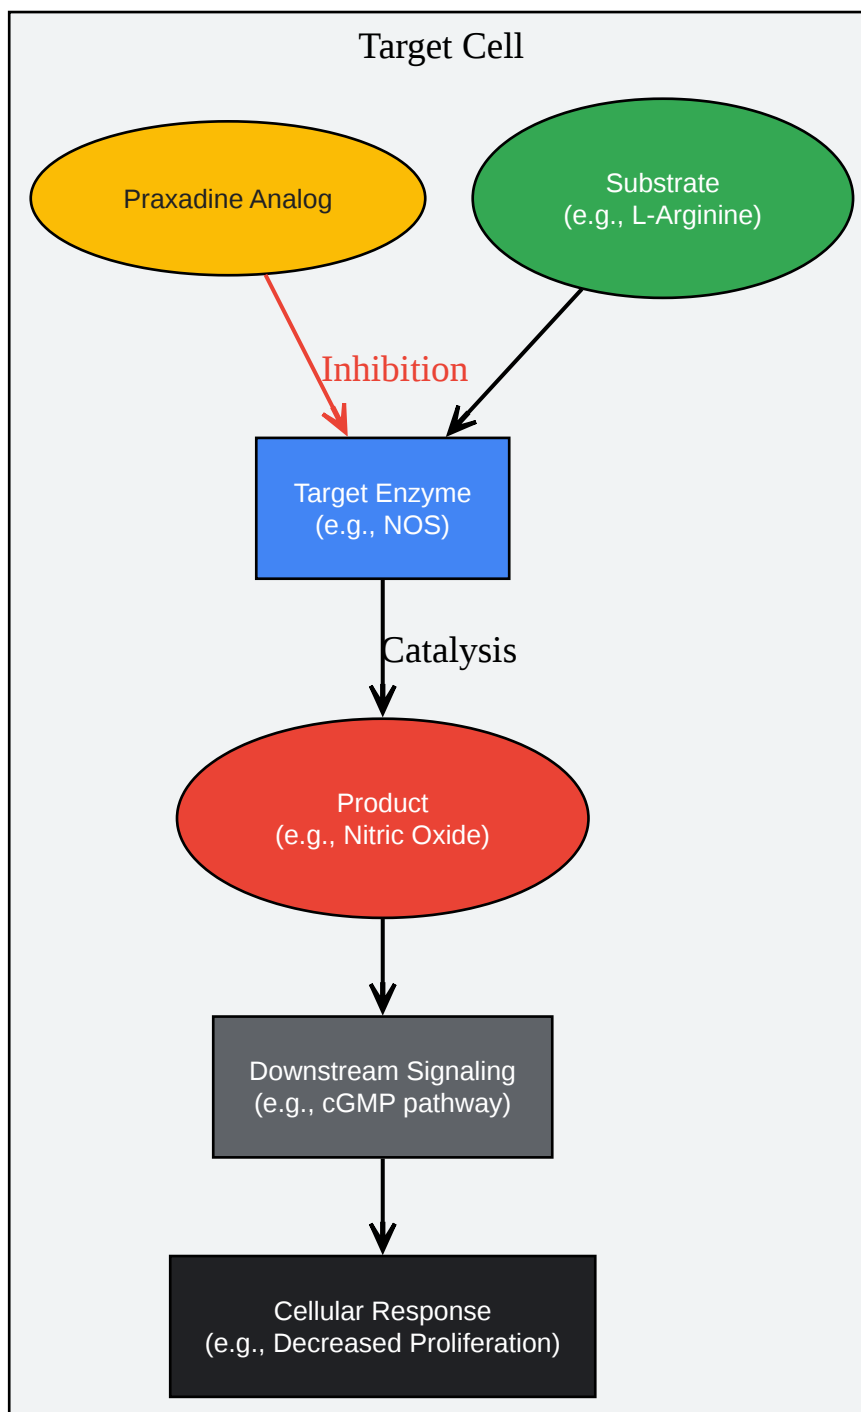 Target Cell
Praxadine Analog
Substrate
(e.g., L-Arginine)
Inhibition
Target Enzyme
(e.g., NOS)
Catalysis
Product
(e.g., Nitric Oxide)
Downstream Signaling
(e.g., cGMP pathway)
Cellular Response
(e.g., Decreased Proliferation)